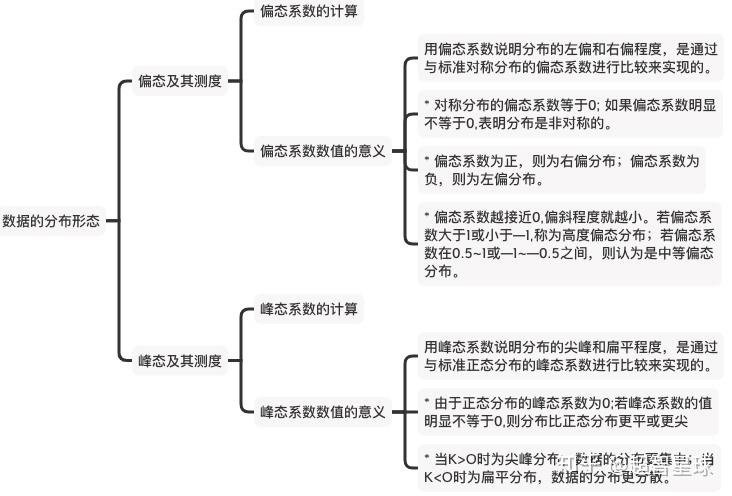 偏态系数的计算
用偏态系数说明分布的左偏和右偏程度，是通过
与标准对称分布的偏态系数进行比较来实现的。
偏态及其测度
* 对称分布的偏态系数等于0; 如果偏态系数明显
不等于0,表明分布是非对称的。
偏态系数数值的意义
* 偏态系数为正，则为右偏分布；偏态系数为
负，则为左偏分布。
数据的分布形态
* 偏态系数越接近0,偏斜程度就越小。若偏态系
数大于1或小于—1,称为高度偏态分布；若偏态系
数在0.5~1或—1~—0.5之间，则认为是中等偏态
分布。
峰态系数的计算
用峰态系数说明分布的尖峰和扁平程度，是通过
与标准正态分布的峰态系数进行比较来实现的。
峰态及其测度
* 由于正态分布的峰态系数为0;若峰态系数的值
明显不等于0,则分布比正态分布更平或更尖
峰态系数数值的意义
* 当K>O时为尖峰分布，数据的分布更集中；当
K<O时为扁平分布，数据的分布更分散。
知乎 @超智星球